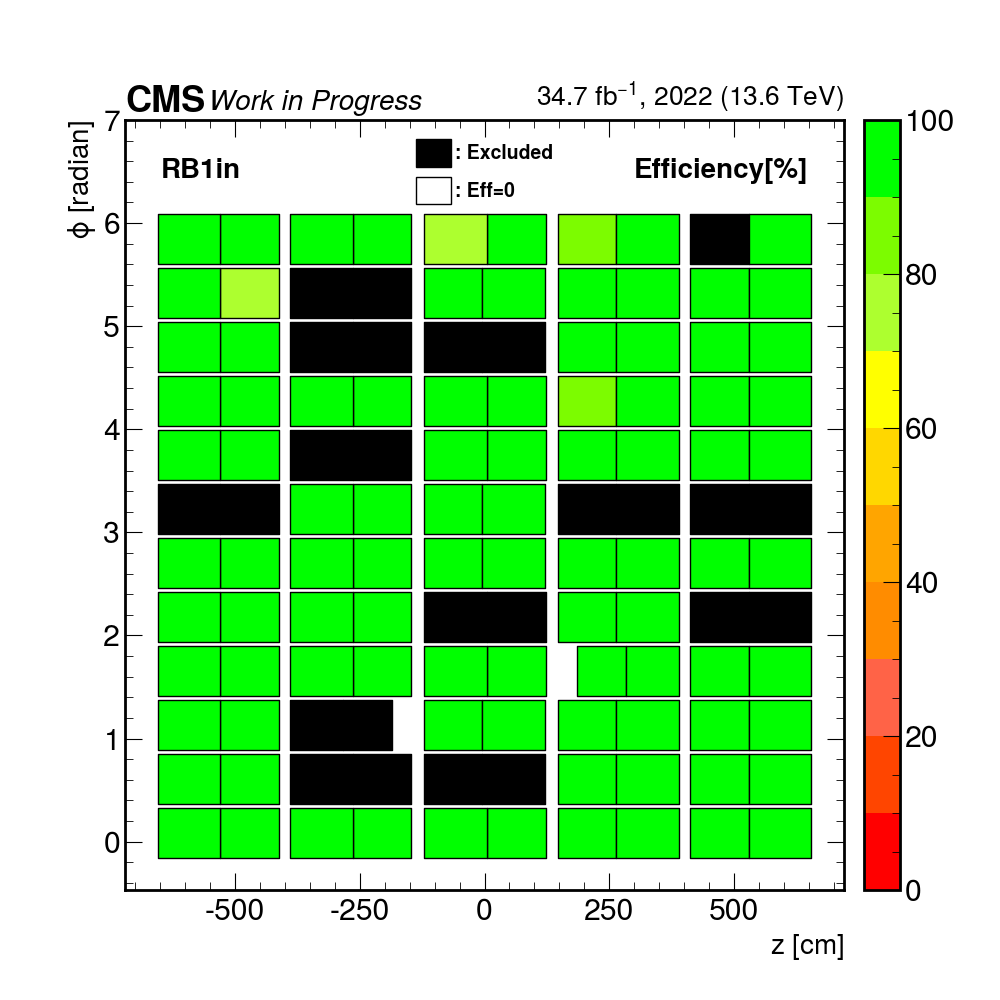 CMS Work in Progress 34.7 fb⁻¹, 2022 (13.6 TeV)
RB1in : Excluded Efficiency[%]
: Eff=0
ϕ [radian]
7
6
5
4
3
2
1
0
-500 -250 0 250 500
z [cm]
100
80
60
40
20
0